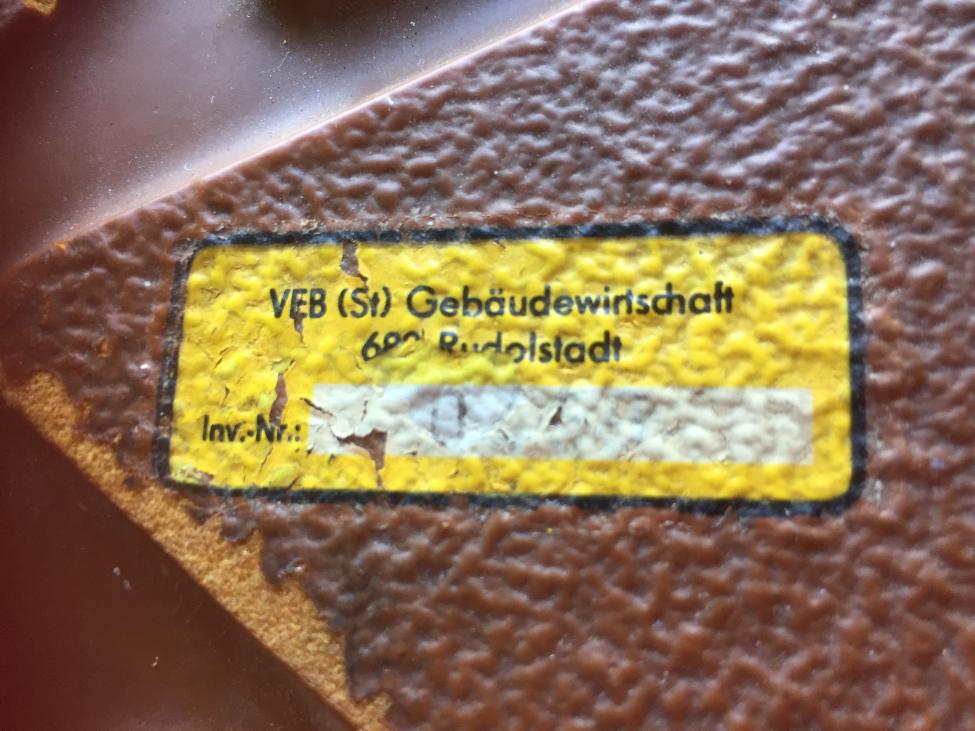 VEB (St) Gebäudewirtschaft
Rudolstadt
Inv.-Nr.: